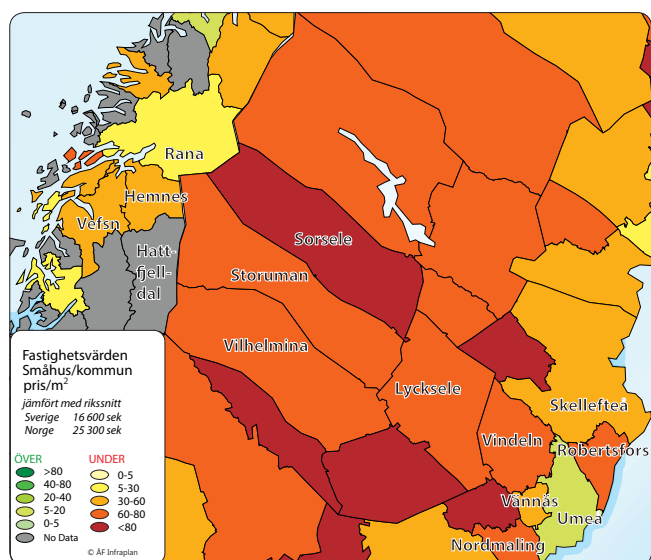 Rana
Hemnes
Vefsn
Hatt-
fjell-
dal
Sorsele
Storuman
Vilhelmina
Lycksele
Skellefteå
Vindeln
Robertsfors
Vännäs
Umeå
Nordmaling
Fastighetsvärden
Småhus/kommun
pris/m²
jämfört med rikssnitt
Sverige 16 600 sek
Norge 25 300 sek
ÖVER UNDER
>80 0-5
40-80 5-30
20-40 30-60
5-20 60-80
0-5 <80
No Data
© ÅF Infraplan